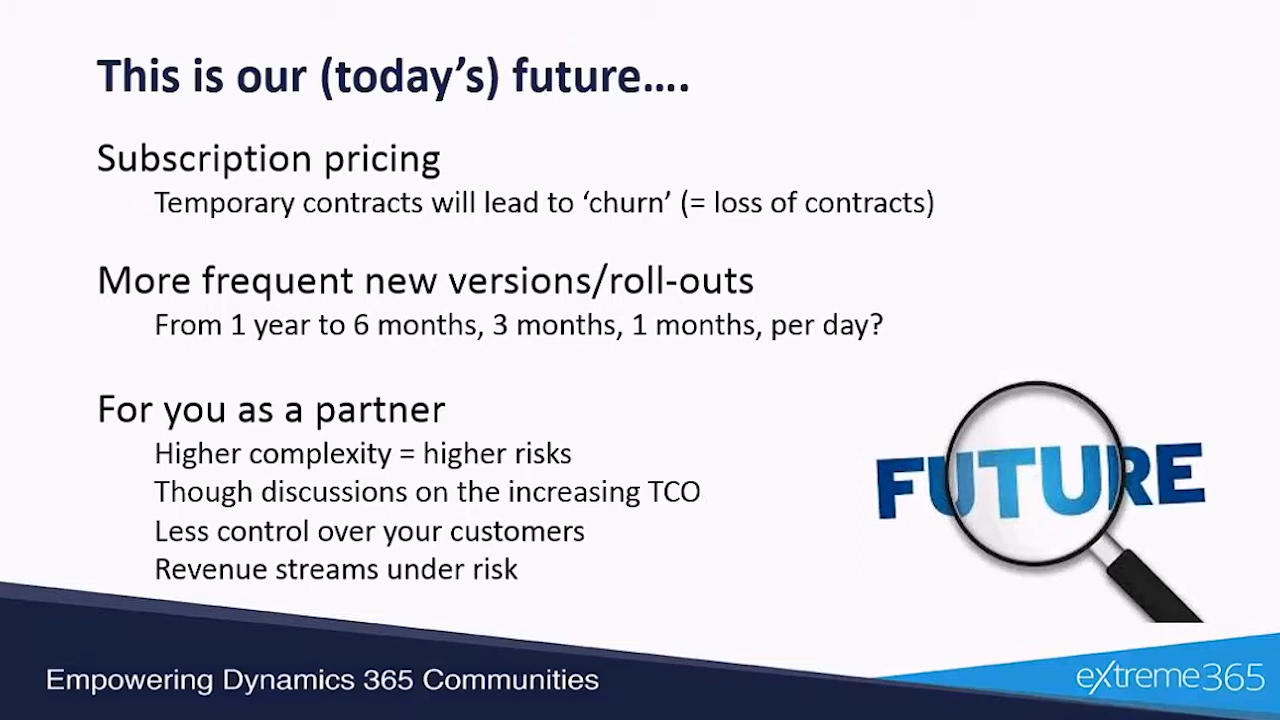 This is our (today's) future....
Subscription pricing
Temporary contracts will lead to ‘churn’ (= loss of contracts)
More frequent new versions/roll-outs
From 1 year to 6 months, 3 months, 1 months, per day?
For you as a partner
Higher complexity = higher risks
Though discussions on the increasing TCO
Less control over your customers
Revenue streams under risk
FUTURE
Empowering Dynamics 365 Communities
eXtreme365